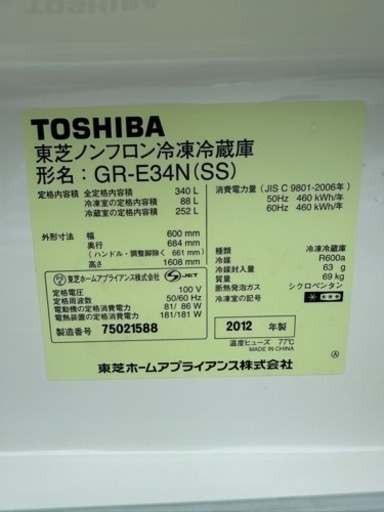 TOSHIBA
東芝ノンフロン冷凍冷蔵庫
形名：GR-E34N(SS)
定格内容積 全定格内容積 340 L
冷凍室の定格内容積 88 L
冷蔵室の定格内容積 252 L
消費電力量 (JIS C 9801-2006年)
50Hz 460 kWh/年
60Hz 460 kWh/年
外形寸法 幅 600 mm
奥行 684 mm
(ハンドル・調整脚除く 661 mm)
高さ 1608 mm
種類 冷凍冷蔵庫
冷媒 R600a
冷媒封入量 63 g
質量 69 kg
断熱発泡ガス シクロペンタン
冷凍室の記号
東芝ホームアプライアンス株式会社 S-JET
定格電圧 100 V
定格周波数 50/60 Hz
電動機の定格消費電力 81/ 86 W
電熱装置の定格消費電力 181/181 W
製造番号 75021588
2012 年製
温度ヒューズ 77℃
MADE IN CHINA
Ⓐ
東芝ホームアプライアンス株式会社